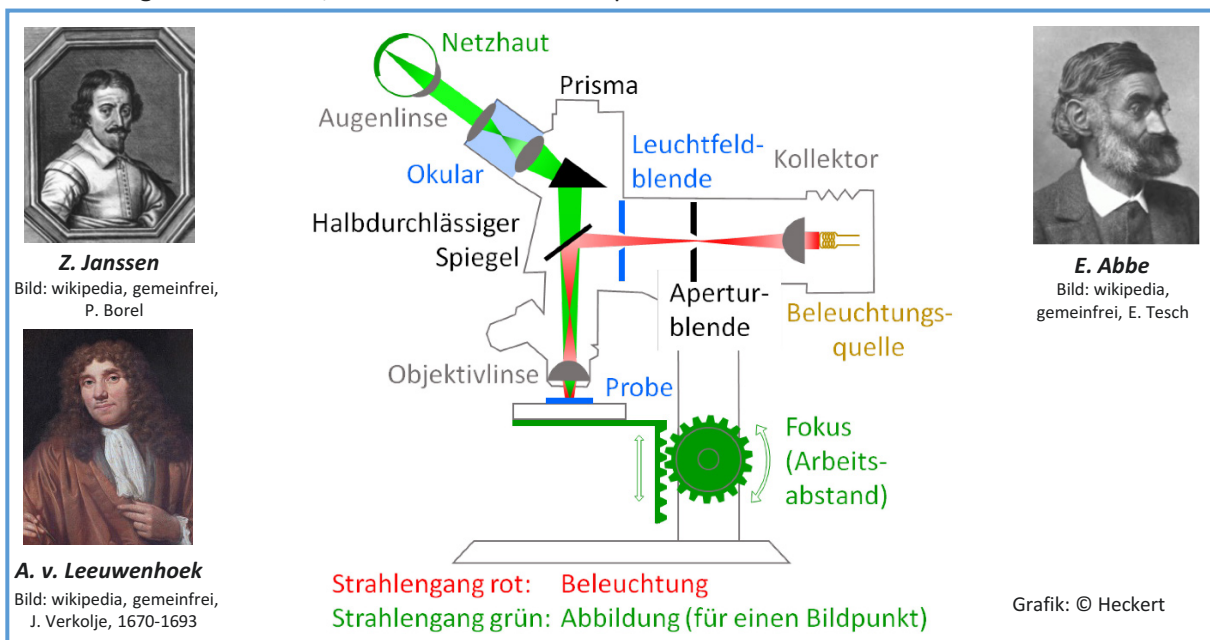 Netzhaut
Prisma
Augenlinse
Leuchtfeld-
blende
Kollektor
Okular
Halbdurchlässiger
Spiegel
Z. Janssen
Bild: wikipedia, gemeinfrei,
P. Borel
E. Abbe
Bild: wikipedia,
gemeinfrei, E. Tesch
Apertur-
blende
Beleuchtungs-
quelle
Objektivlinse
Probe
Fokus
(Arbeits-
abstand)
A. v. Leeuwenhoek
Bild: wikipedia, gemeinfrei,
J. Verkolje, 1670-1693
Strahlengang rot: Beleuchtung
Strahlengang grün: Abbildung (für einen Bildpunkt)
Grafik: © Heckert